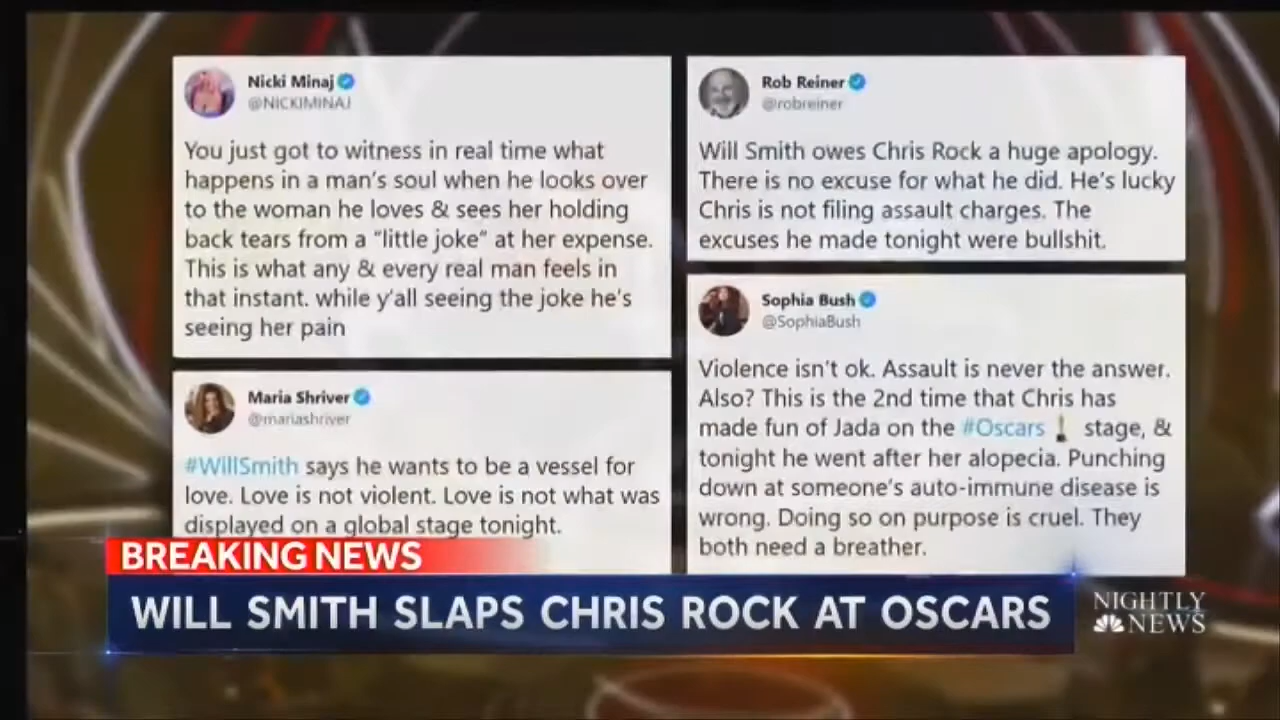 Nicki Minaj
@NICKIMINAJ
You just got to witness in real time what
happens in a man's soul when he looks over
to the woman he loves & sees her holding
back tears from a "little joke" at her expense.
This is what any & every real man feels in
that instant. while y'all seeing the joke he's
seeing her pain
Maria Shriver
@mariashriver
#WillSmith says he wants to be a vessel for
love. Love is not violent. Love is not what was
displayed on a global stage tonight.
Rob Reiner
@robreiner
Will Smith owes Chris Rock a huge apology.
There is no excuse for what he did. He's lucky
Chris is not filing assault charges. The
excuses he made tonight were bullshit.
Sophia Bush
@SophiaBush
Violence isn't ok. Assault is never the answer.
Also? This is the 2nd time that Chris has
made fun of Jada on the #Oscars stage, &
tonight he went after her alopecia. Punching
down at someone's auto-immune disease is
wrong. Doing so on purpose is cruel. They
both need a breather.
BREAKING NEWS
WILL SMITH SLAPS CHRIS ROCK AT OSCARS
NIGHTLY
NEWS